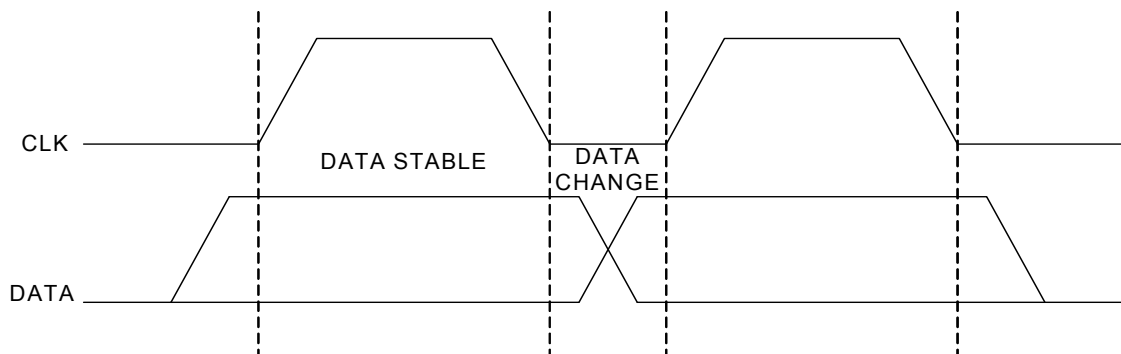 CLK
DATA STABLE
DATA
CHANGE
DATA